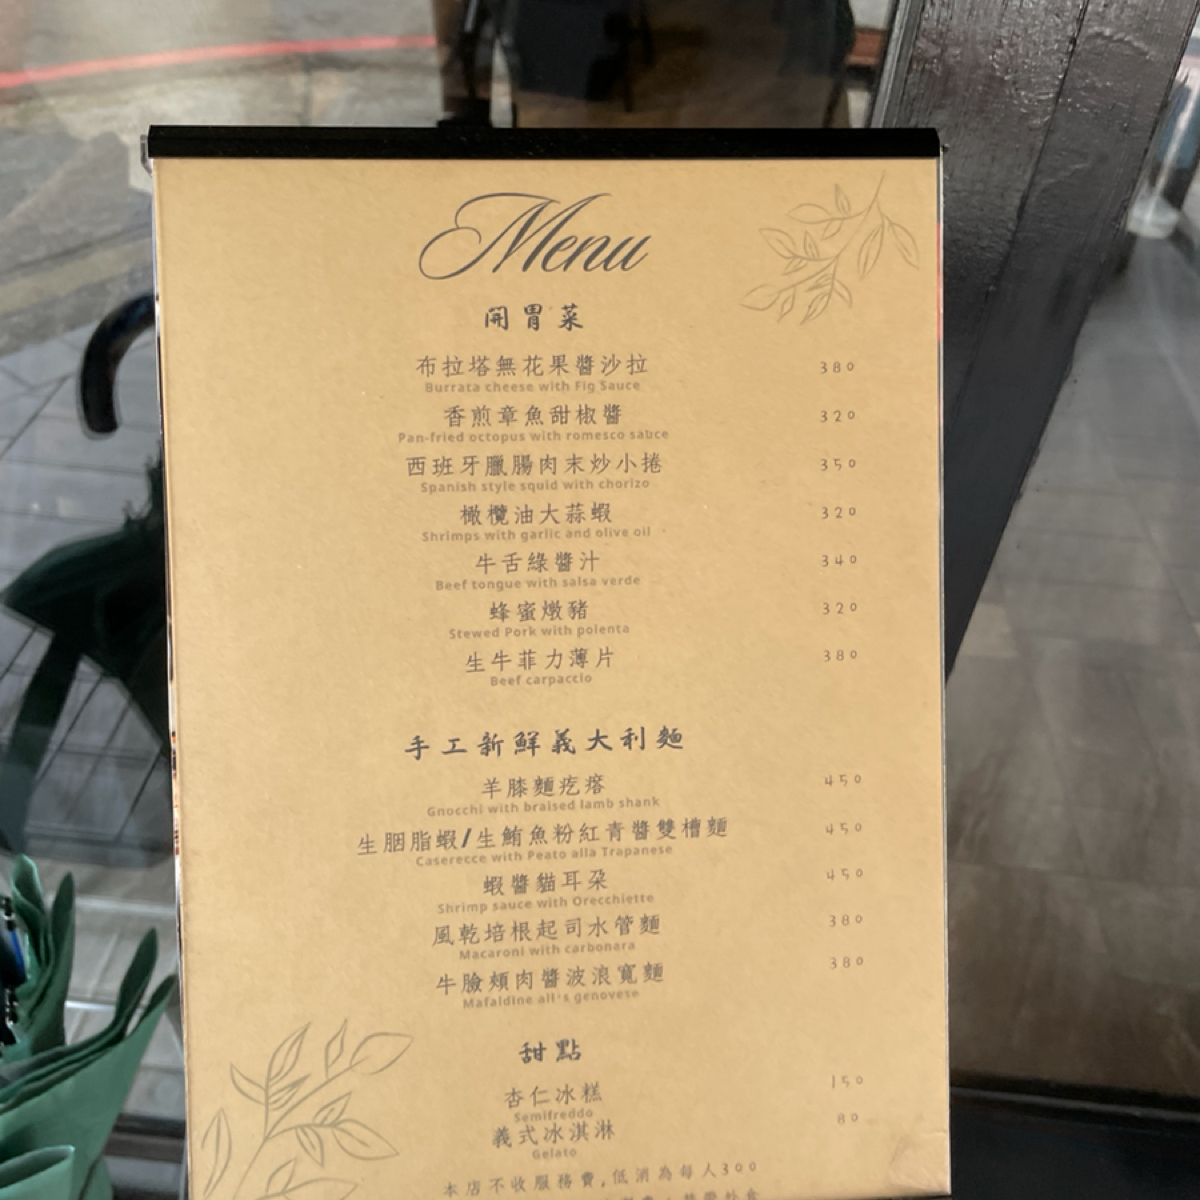 Menu
開胃菜
布拉塔無花果醬沙拉 380
Burrata cheese with Fig Sauce
香煎章魚甜椒醬 320
Pan-fried octopus with romesco sauce
西班牙臘腸肉末炒小捲 350
Spanish style squid with chorizo
橄欖油大蒜蝦 320
Shrimps with garlic and olive oil
牛舌綠醬汁 340
Beef tongue with salsa verde
蜂蜜燉豬 320
Stewed Pork with polenta
生牛菲力薄片 380
Beef carpaccio
手工新鮮義大利麵
羊膝麵疙瘩 450
Gnocchi with braised lamb shank
生胭脂蝦/生鮪魚粉紅青醬雙槽麵 450
Caserecce with Peato alla Trapanese
蝦醬貓耳朶 450
Shrimp sauce with Orecchiette
風乾培根起司水管麵 380
Macaroni with carbonara
牛臉頰肉醬波浪寬麵 380
Mafaldine all's genovese
甜點
杏仁冰糕 150
Semifreddo
義式冰淇淋 80
Gelato
本店不收服務費,低消為每人300